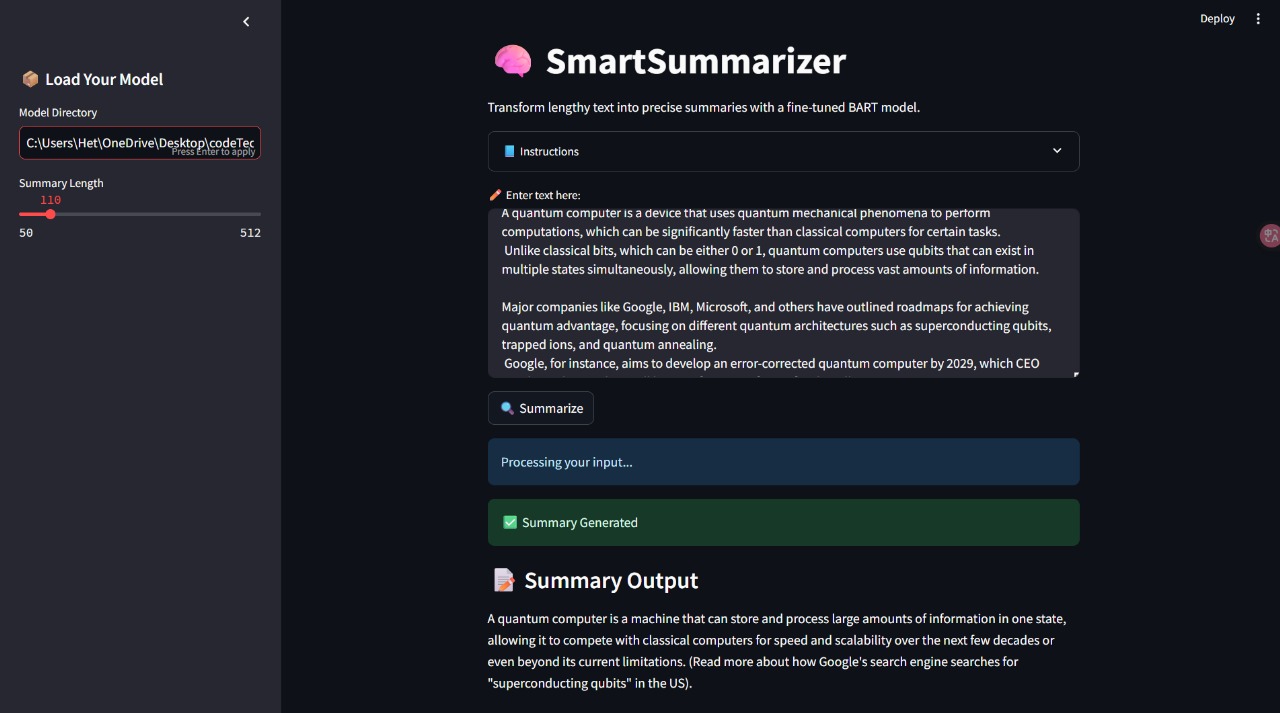 Deploy
Load Your Model
Model Directory
C:\Users\Het\OneDrive\Desktop\codeTec
Press Enter to apply
Summary Length
110
50
512
SmartSummarizer
Transform lengthy text into precise summaries with a fine-tuned BART model.
Instructions
Enter text here:
A quantum computer is a device that uses quantum mechanical phenomena to perform
computations, which can be significantly faster than classical computers for certain tasks.
Unlike classical bits, which can be either 0 or 1, quantum computers use qubits that can exist in
multiple states simultaneously, allowing them to store and process vast amounts of information.
Major companies like Google, IBM, Microsoft, and others have outlined roadmaps for achieving
quantum advantage, focusing on different quantum architectures such as superconducting qubits,
trapped ions, and quantum annealing.
Google, for instance, aims to develop an error-corrected quantum computer by 2029, which CEO
Summarize
Processing your input...
Summary Generated
Summary Output
A quantum computer is a machine that can store and process large amounts of information in one state,
allowing it to compete with classical computers for speed and scalability over the next few decades or
even beyond its current limitations. (Read more about how Google's search engine searches for
"superconducting qubits" in the US).